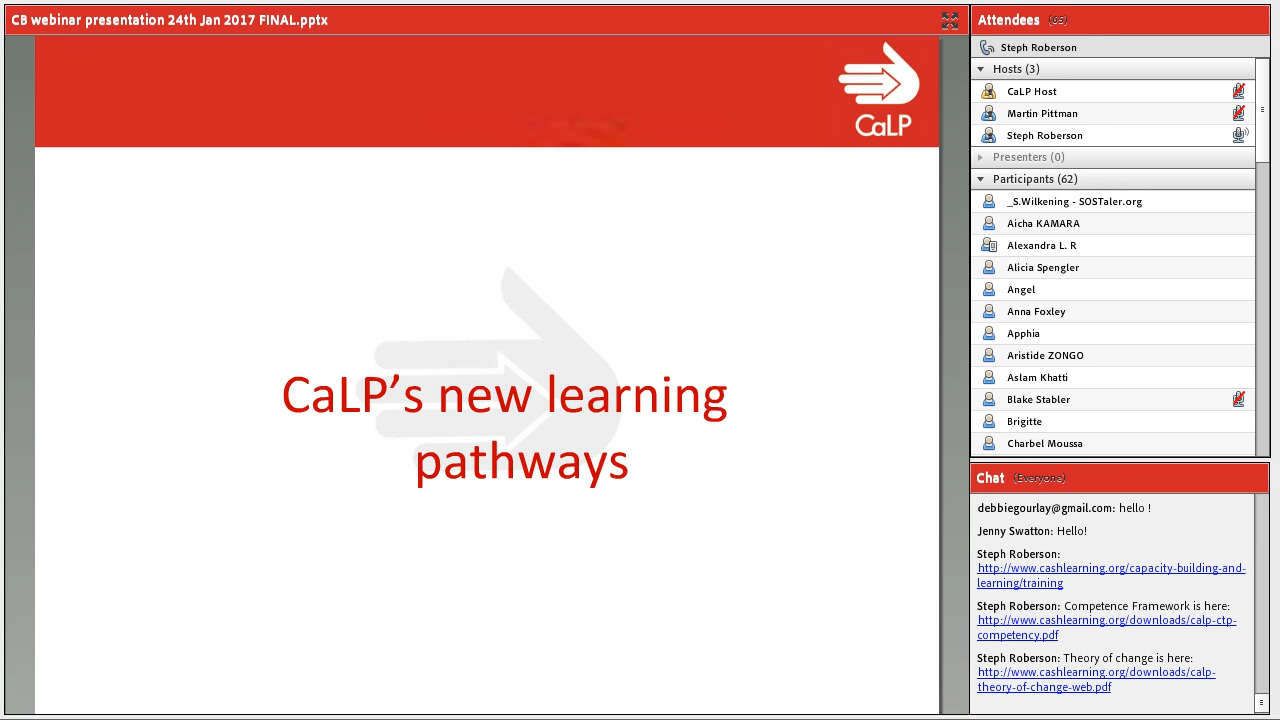 CB webinar presentation 24th Jan 2017 FINAL.pptx
CaLP
CaLP’s new learning
pathways
Attendees (65)
Steph Roberson
Hosts (3)
CaLP Host
Martin Pittman
Steph Roberson
Presenters (0)
Participants (62)
_S.Wilkening - SOSTaler.org
Aicha KAMARA
Alexandra L. R
Alicia Spengler
Angel
Anna Foxley
Apphia
Aristide ZONGO
Aslam Khatti
Blake Stabler
Brigitte
Charbel Moussa
Chat (Everyone)
debbiegourlay@gmail.com: hello !
Jenny Swatton: Hello!
Steph Roberson:
http://www.cashlearning.org/capacity-building-and-
learning/training
Steph Roberson: Competence Framework is here:
http://www.cashlearning.org/downloads/calp-ctp-
competency.pdf
Steph Roberson: Theory of change is here:
http://www.cashlearning.org/downloads/calp-
theory-of-change-web.pdf